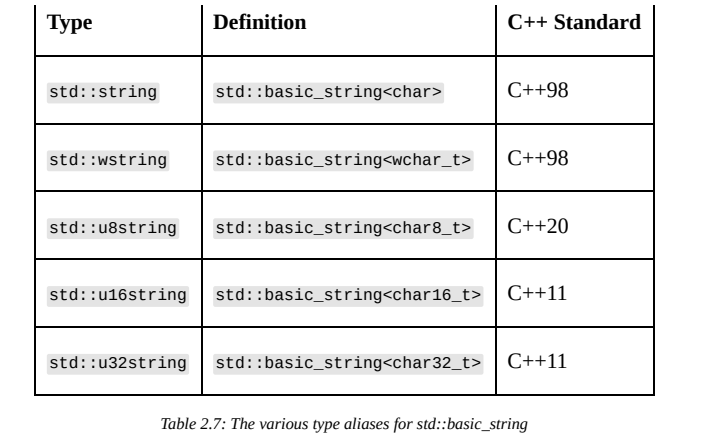 Type Definition C++ Standard
std::string std::basic_string<char> C++98
std::wstring std::basic_string<wchar_t> C++98
std::u8string std::basic_string<char8_t> C++20
std::u16string std::basic_string<char16_t> C++11
std::u32string std::basic_string<char32_t> C++11
Table 2.7: The various type aliases for std::basic_string